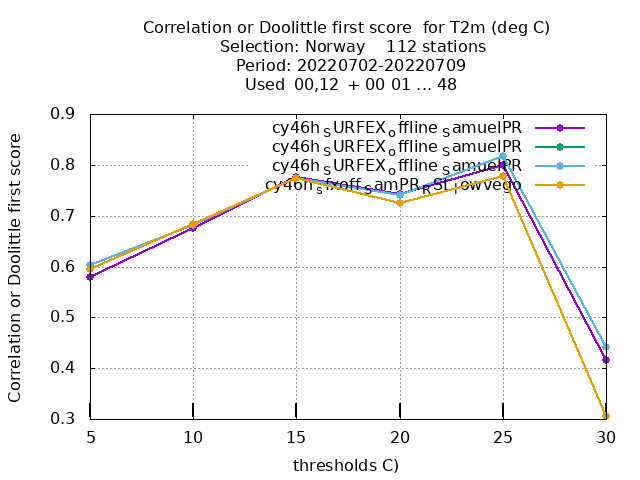 Correlation or Doolittle first score for T2m (deg C)
Selection: Norway 112 stations
Period: 20220702-20220709
Used 00,12 + 00 01 ... 48
Correlation or Doolittle first score
0.9
0.8
0.7
0.6
0.5
0.4
0.3
cy46h_SURFEX_offline_SamuelPR
cy46h_SURFEX_offline_SamuelPR
cy46h_SURFEX_offline_SamuelPR
5 10 15 20 25 30
thresholds C)